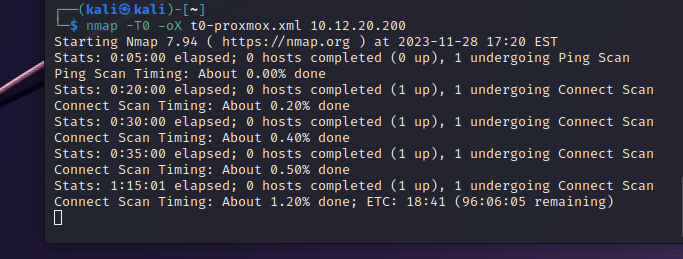 ┌──(kali㉿kali)-[~]
└─$ nmap -T0 -oX t0-proxmox.xml 10.12.20.200
Starting Nmap 7.94 ( https://nmap.org ) at 2023-11-28 17:20 EST
Stats: 0:05:00 elapsed; 0 hosts completed (0 up), 1 undergoing Ping Scan
Ping Scan Timing: About 0.00% done
Stats: 0:20:00 elapsed; 0 hosts completed (1 up), 1 undergoing Connect Scan
Connect Scan Timing: About 0.20% done
Stats: 0:30:00 elapsed; 0 hosts completed (1 up), 1 undergoing Connect Scan
Connect Scan Timing: About 0.40% done
Stats: 0:35:00 elapsed; 0 hosts completed (1 up), 1 undergoing Connect Scan
Connect Scan Timing: About 0.50% done
Stats: 1:15:01 elapsed; 0 hosts completed (1 up), 1 undergoing Connect Scan
Connect Scan Timing: About 1.20% done; ETC: 18:41 (96:06:05 remaining)